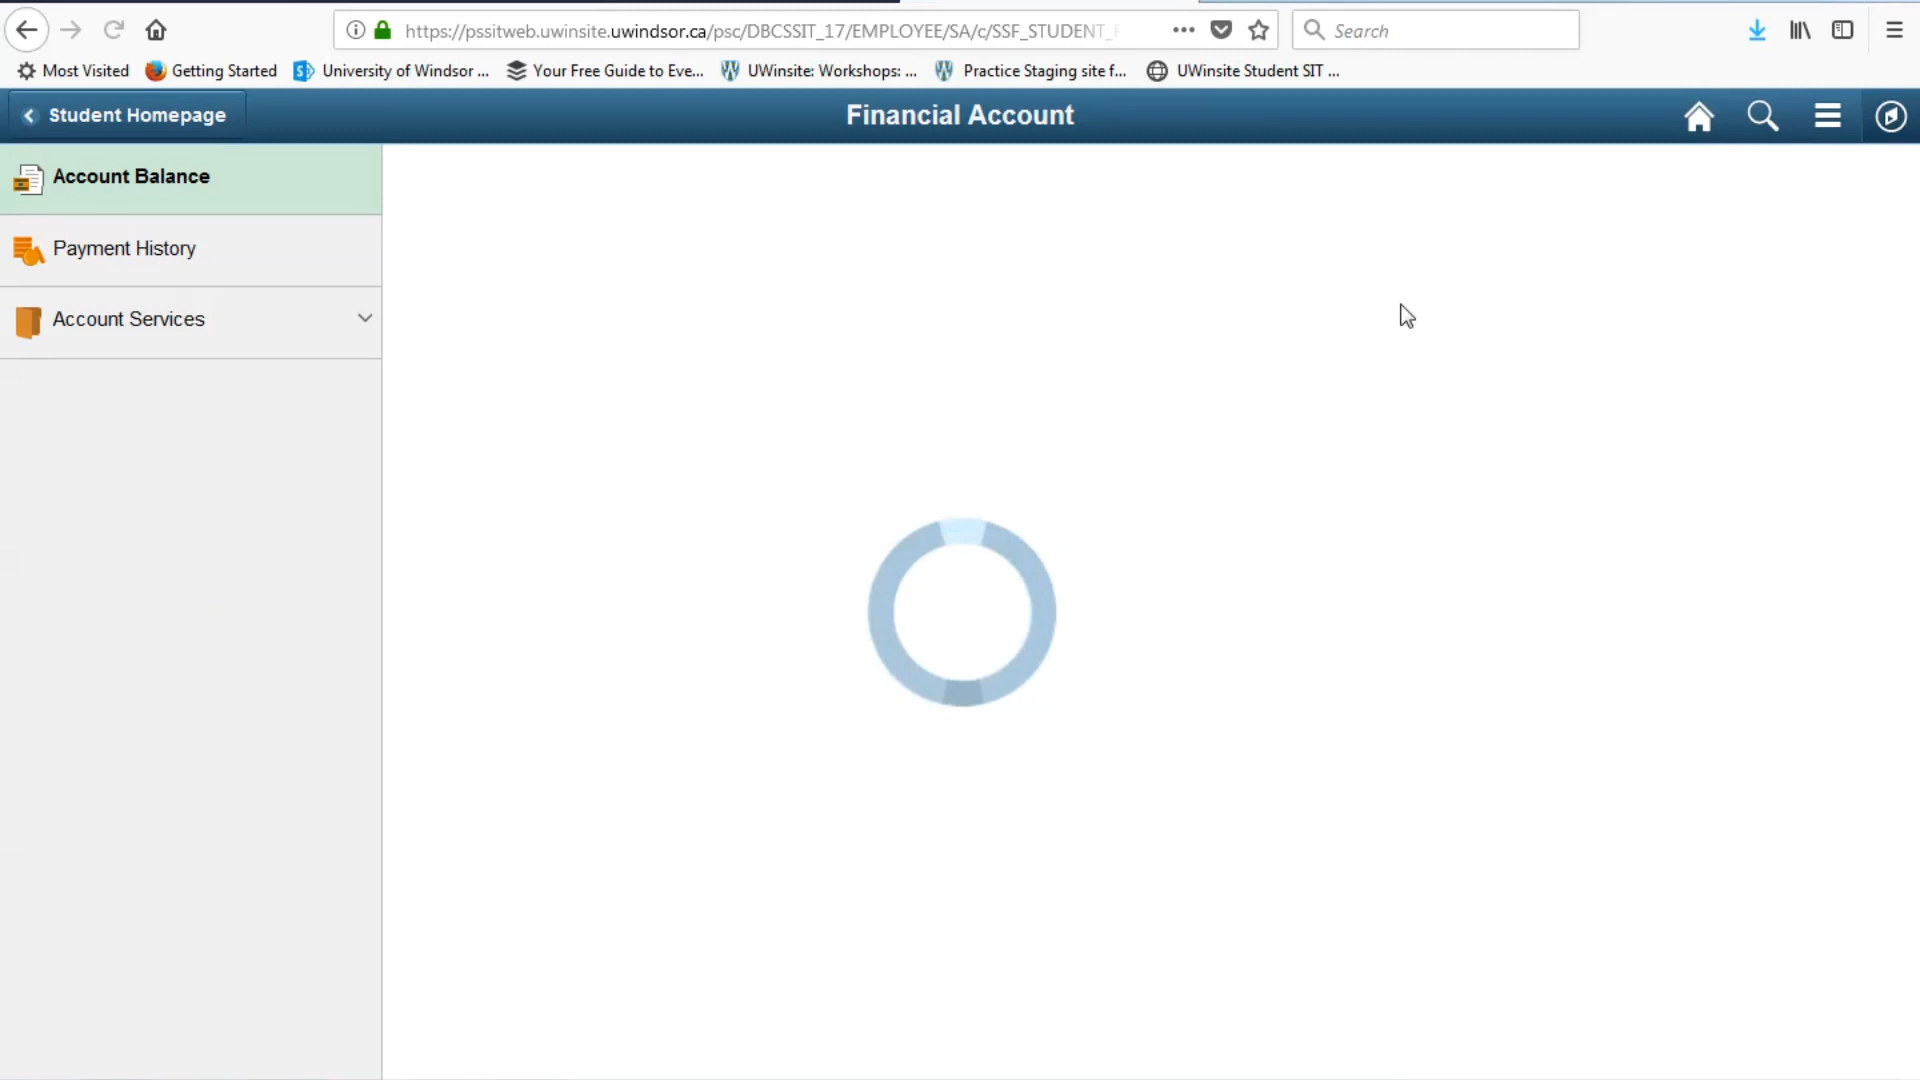 https://pssitweb.uwinsite.uwindsor.ca/psc/DBCSSIT_17/EMPLOYEE/SA/c/SSF_STUDENT_
Search
Most Visited
Getting Started
University of Windsor ...
Your Free Guide to Eve...
UWinsite: Workshops: ...
Practice Staging site f...
UWinsite Student SIT ...
Student Homepage
Financial Account
Account Balance
Payment History
Account Services